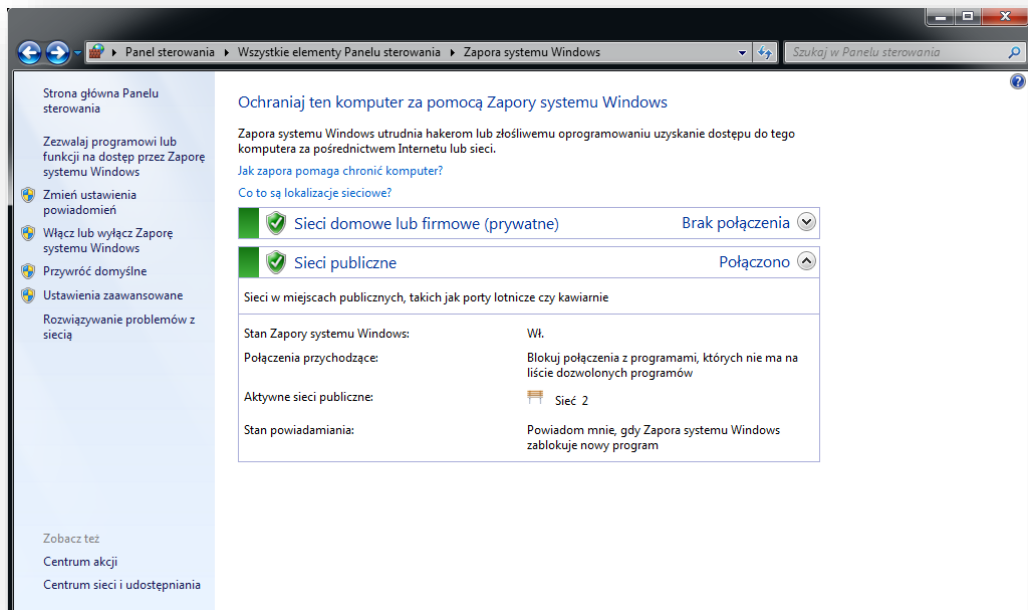 Panel sterowania Wszystkie elementy Panelu sterowania Zapora systemu Windows
Szukaj w Panelu sterowania
Strona główna Panelu
sterowania
Zezwalaj programowi lub
funkcji na dostęp przez Zaporę
systemu Windows
Zmień ustawienia
powiadomień
Włącz lub wyłącz Zaporę
systemu Windows
Przywróć domyślne
Ustawienia zaawansowane
Rozwiązywanie problemów z
siecią
Zobacz też
Centrum akcji
Centrum sieci i udostępniania
Ochraniaj ten komputer za pomocą Zapory systemu Windows
Zapora systemu Windows utrudnia hakerom lub złośliwemu oprogramowaniu uzyskanie dostępu do tego
komputera za pośrednictwem Internetu lub sieci.
Jak zapora pomaga chronić komputer?
Co to są lokalizacje sieciowe?
Sieci domowe lub firmowe (prywatne) Brak połączenia
Sieci publiczne Połączono
Sieci w miejscach publicznych, takich jak porty lotnicze czy kawiarnie
Stan Zapory systemu Windows: Wł.
Połączenia przychodzące: Blokuj połączenia z programami, których nie ma na
liście dozwolonych programów
Aktywne sieci publiczne: Sieć 2
Stan powiadamiania: Powiadom mnie, gdy Zapora systemu Windows
zablokuje nowy program